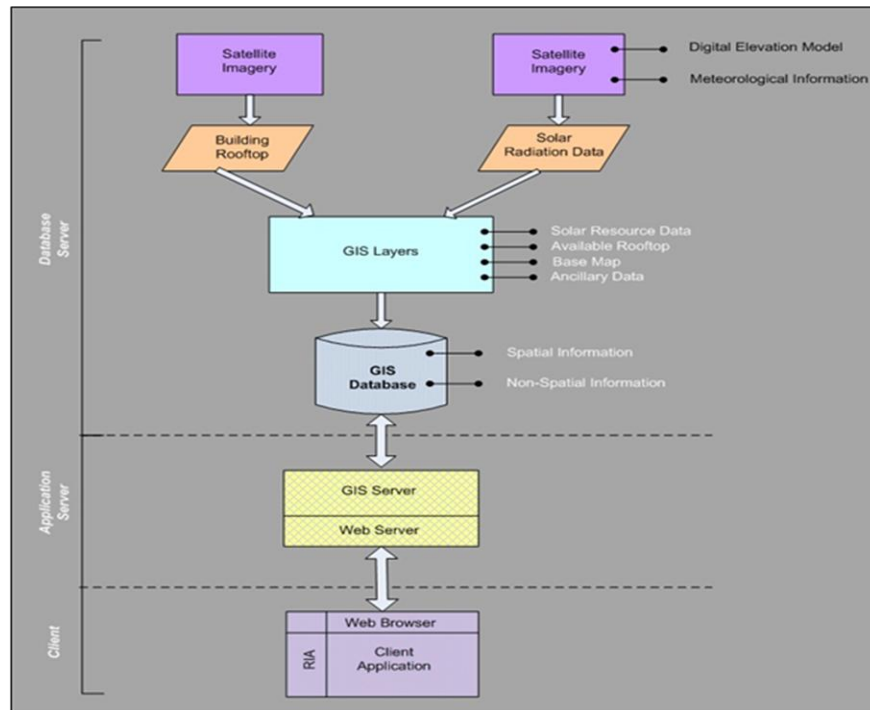 Satellite
Imagery
Satellite
Imagery
Digital Elevation Model
Meteorological Information
Building
Rooftop
Solar
Radiation Data
Database
Server
GIS Layers
Solar Resource Data
Available Rooftop
Base Map
Ancillary Data
GIS
Database
Spatial Information
Non-Spatial Information
Application
Server
GIS Server
Web Server
Client
Web Browser
RIA
Client
Application